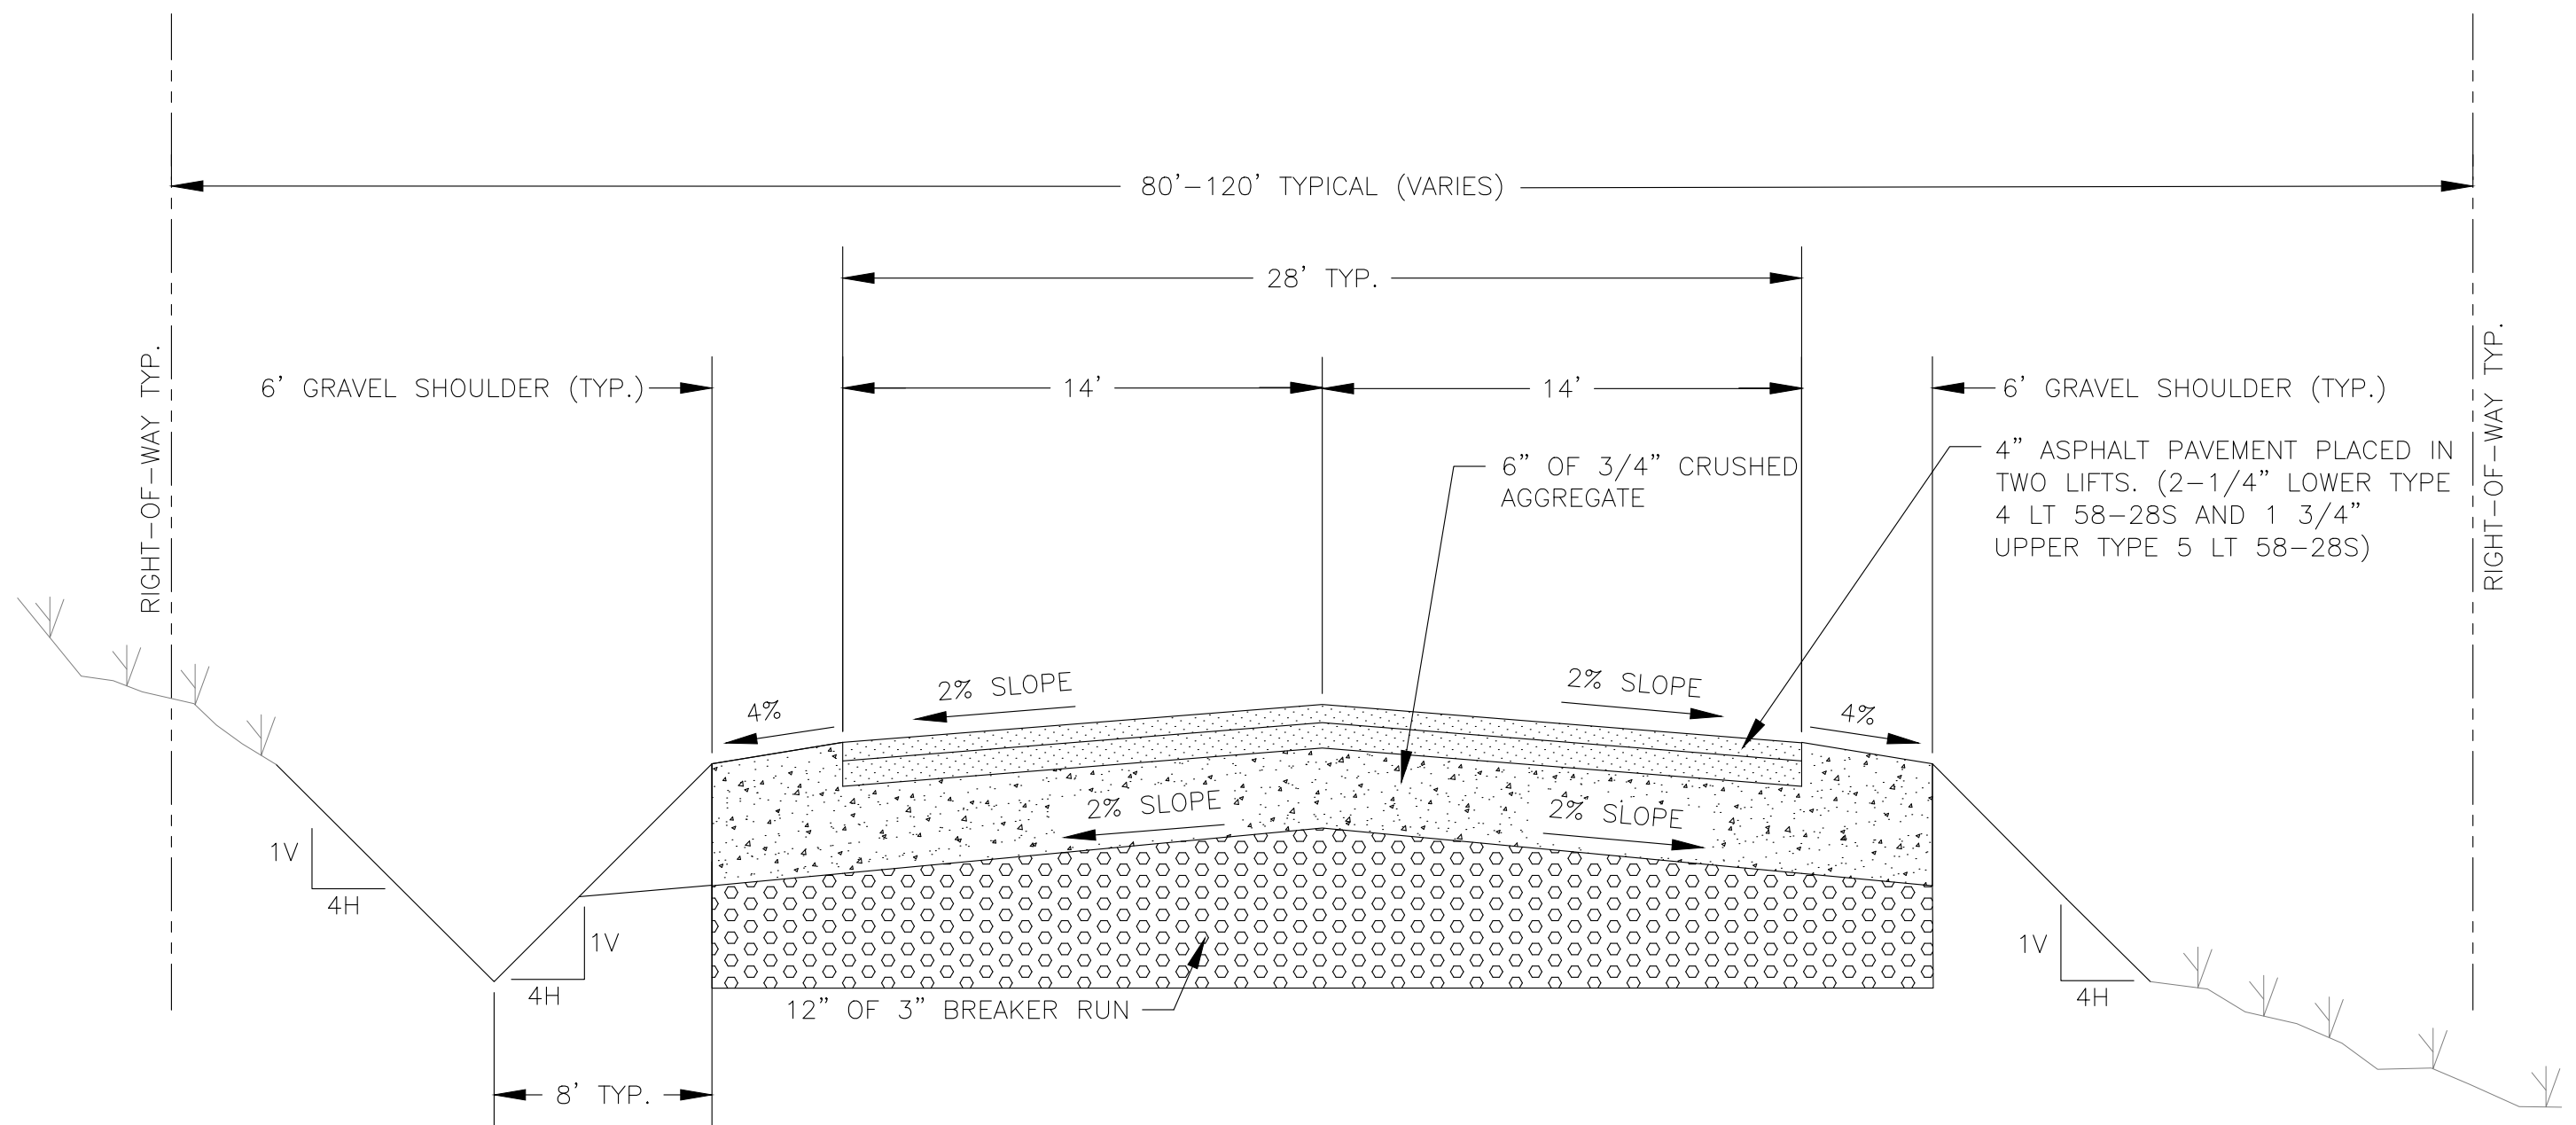 80'-120' TYPICAL (VARIES)
28' TYP.
RIGHT-OF-WAY TYP.
6' GRAVEL SHOULDER (TYP.)
14'
14'
6' GRAVEL SHOULDER (TYP.)
RIGHT-OF-WAY TYP.
6" OF 3/4" CRUSHED
AGGREGATE
4" ASPHALT PAVEMENT PLACED IN
TWO LIFTS. (2-1/4" LOWER TYPE
4 LT 58-28S AND 1 3/4"
UPPER TYPE 5 LT 58-28S)
4%
2% SLOPE
2% SLOPE
4%
2% SLOPE
2% SLOPE
1V
4H
1V
4H
1V
4H
12" OF 3" BREAKER RUN
8' TYP.